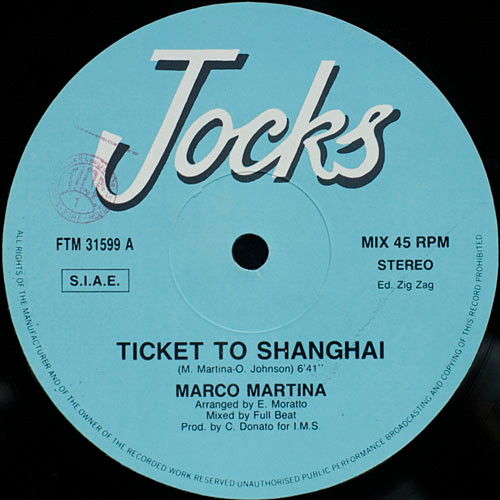 Jocks
FTM 31599 A
MIX 45 RPM
STEREO
S.I.A.E.
Ed. Zig Zag
TICKET TO SHANGHAI
(M. Martina-O. Johnson) 6'41''
MARCO MARTINA
Arranged by E. Moratto
Mixed by Full Beat
Prod. by C. Donato for I.M.S.
ALL RIGHTS OF THE MANUFACTURER AND OF THE OWNER OF THE RECORDED WORK RESERVED UNAUTHORISED PUBLIC PERFORMANCE BROADCASTING AND COPYING OF THIS RECORD PROHIBITED